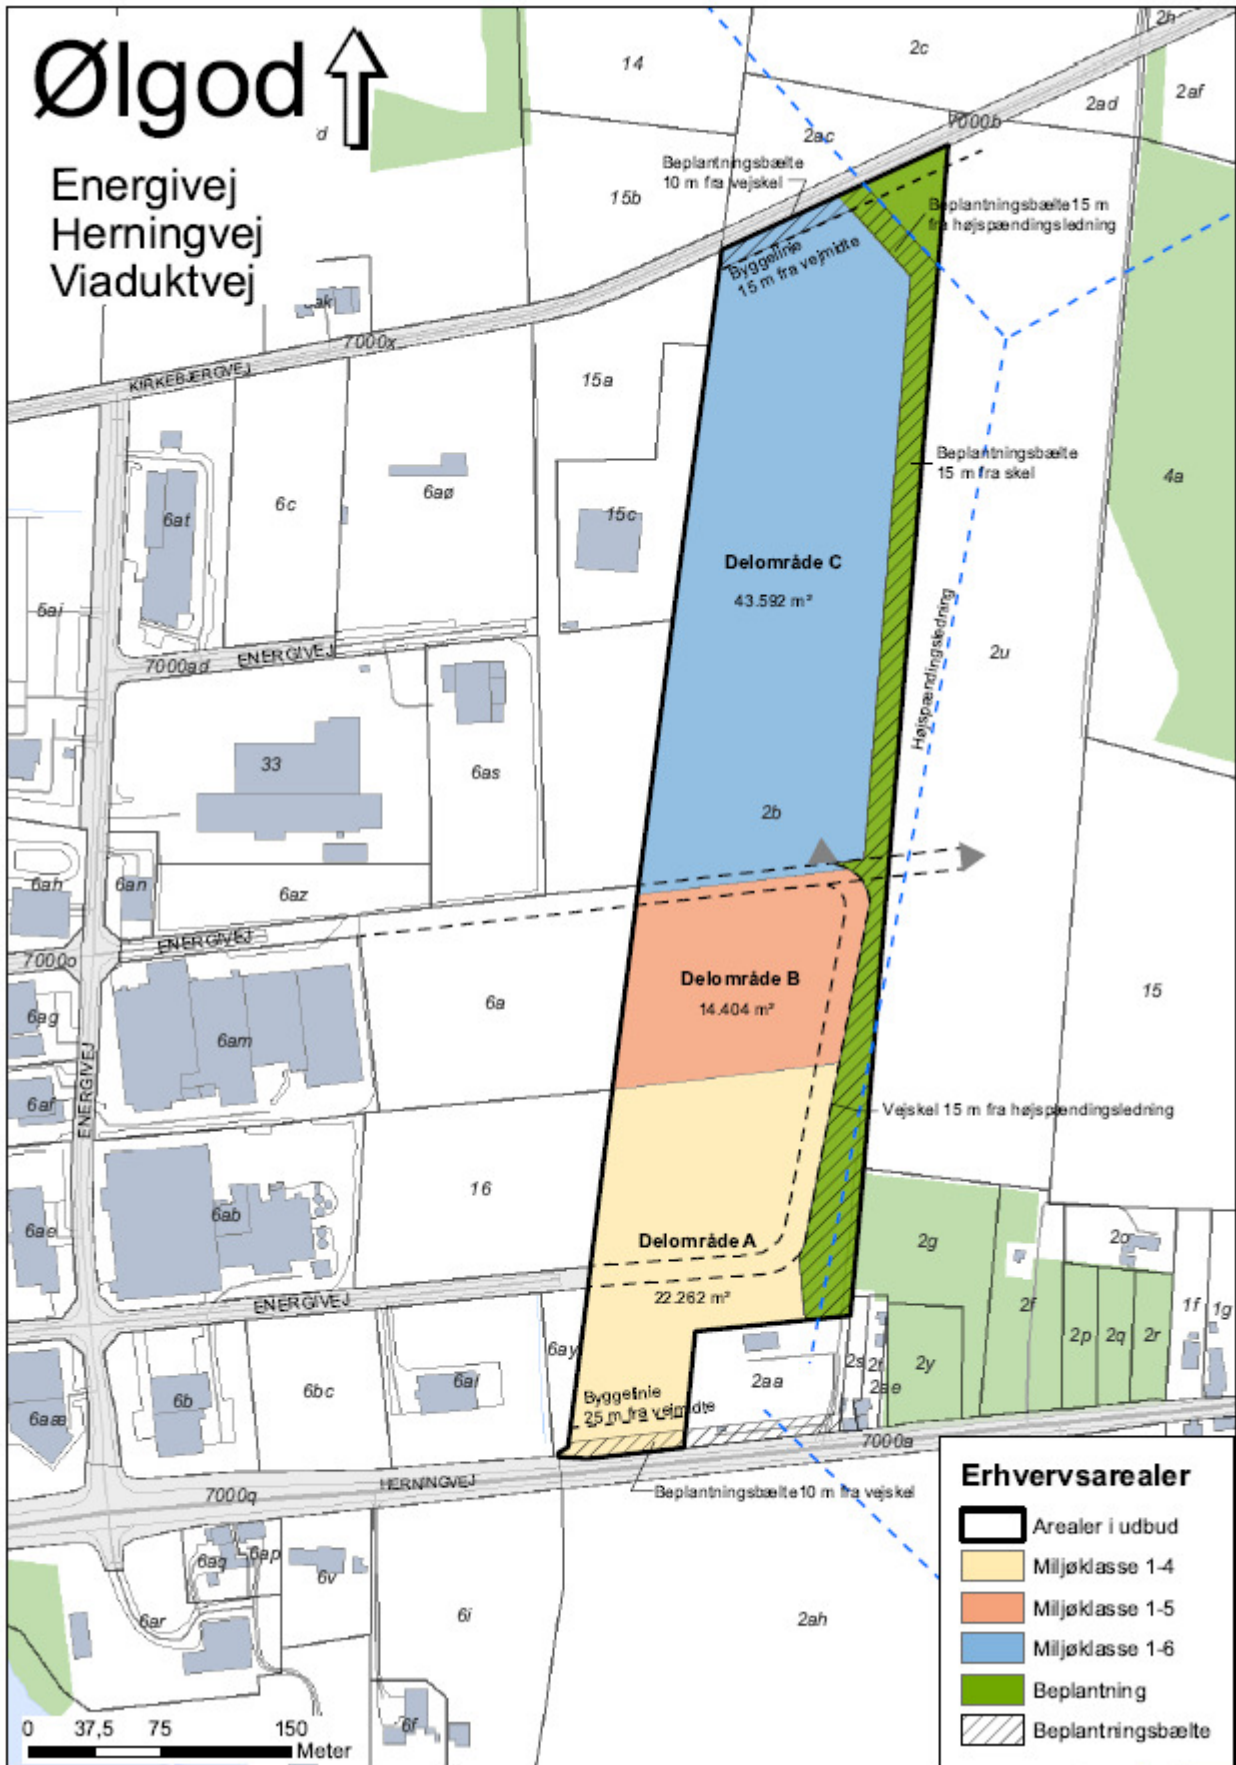 Ølgod
Energivej
Herningvej
Viaduktvej
14
2c
2h
2af
2ad
7000b
2ac
Beplantningsbælte
10 m fra vejskel
15b
Beplantningsbælte 15 m
fra højspændingsledning
Byggelinie
15 m fra vejmidte
7000x
KIRKEBJERGVEJ
15a
Beplantningsbælte
15 m fra skel
4a
6c
6aø
6at
15c
Delområde C
43.592 m²
6aj
Højspændingsledning
2u
7000ad
ENERGIVEJ
33
6as
2b
6ah
6an
6az
ENERGIVEJ
7000o
6a
Delområde B
14.404 m²
15
6ag
6am
6af
ENERGIVEJ
Vejskel 15 m fra højspændingsledning
16
6ae
6ab
Delområde A
22.262 m²
2g
2o
2f
1f
1g
ENERGIVEJ
6ay
2p
2q
2r
2s
2t
2y
2aa
2ae
6bc
6al
6b
6aæ
Byggelinie
25 m fra vejmidte
7000a
HERNINGVEJ
7000q
Beplantningsbælte 10 m fra vejskel
6aq
6ap
6v
6ar
6i
2ah
6f
Erhvervsarealer
Arealer i udbud
Miljøklasse 1-4
Miljøklasse 1-5
Miljøklasse 1-6
Beplantning
Beplantningsbælte
0 37,5 75 150
Meter